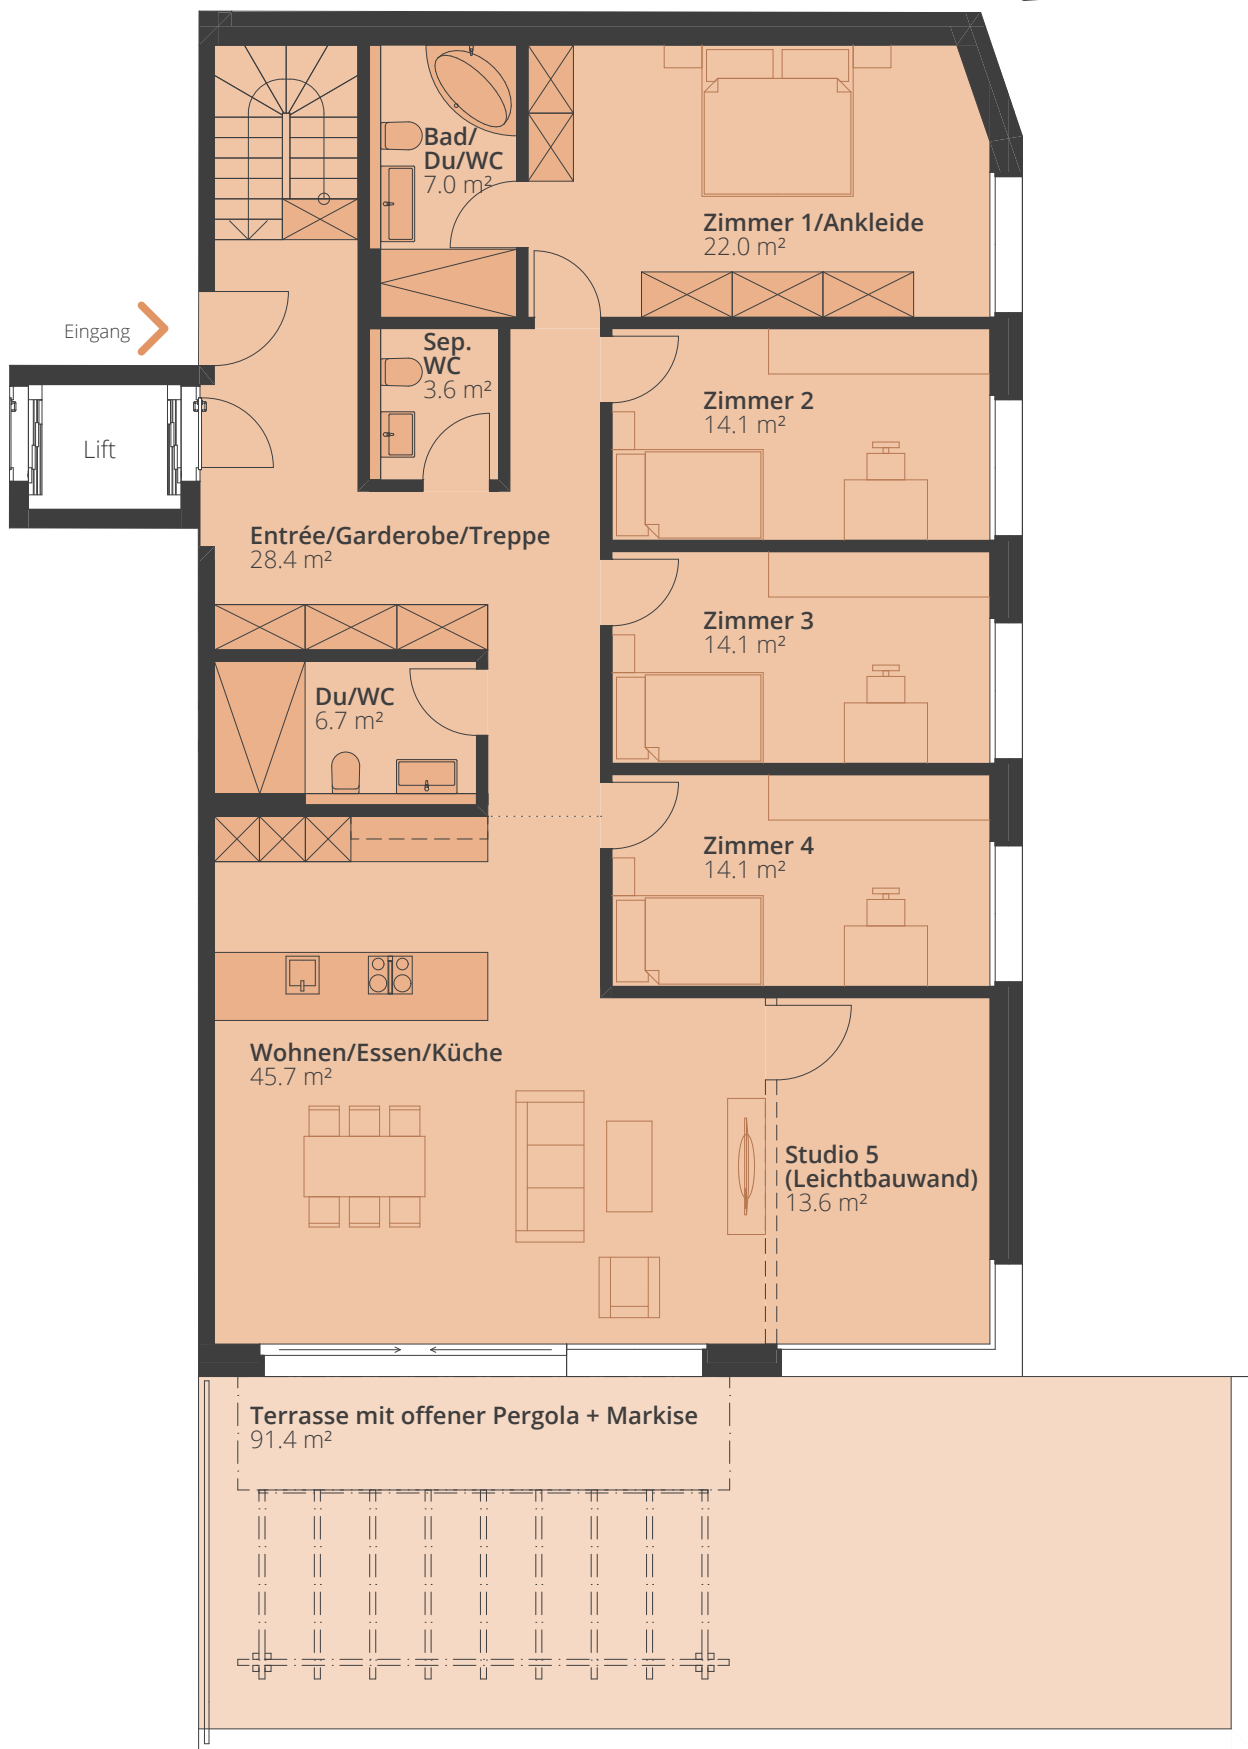 Bad/
Du/WC
7.0 m²
Zimmer 1/Ankleide
22.0 m²
Eingang
Sep.
WC
3.6 m²
Zimmer 2
14.1 m²
Lift
Entrée/Garderobe/Treppe
28.4 m²
Zimmer 3
14.1 m²
Du/WC
6.7 m²
Zimmer 4
14.1 m²
Wohnen/Essen/Küche
45.7 m²
Studio 5
(Leichtbauwand)
13.6 m²
Terrasse mit offener Pergola + Markise
91.4 m²